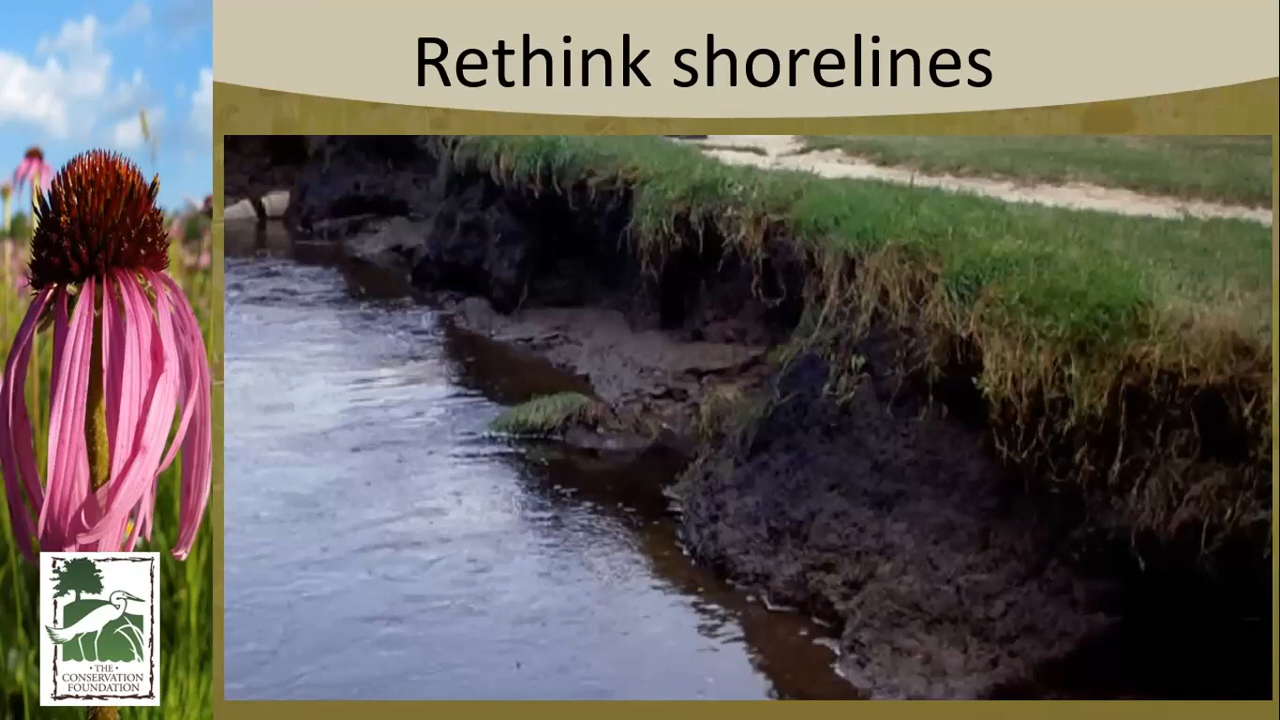 Rethink shorelines
· THE ·
CONSERVATION
FOUNDATION